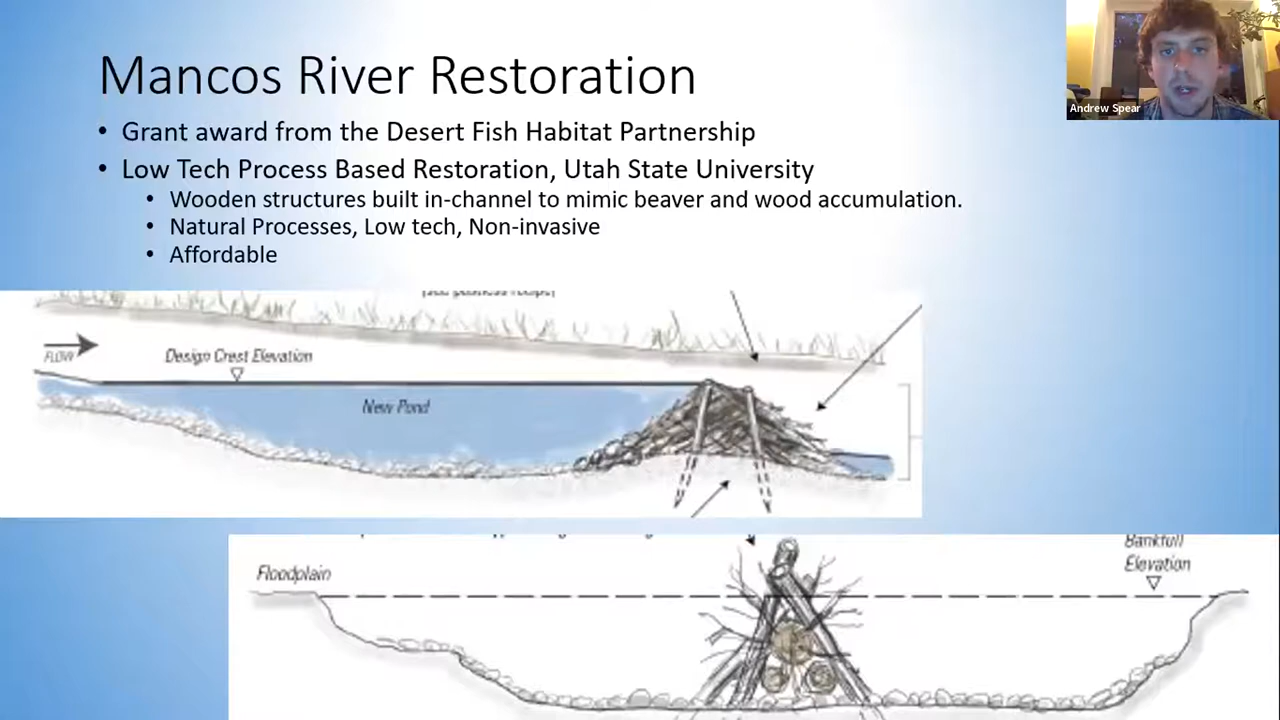 Mancos River Restoration
Andrew Spear
• Grant award from the Desert Fish Habitat Partnership
• Low Tech Process Based Restoration, Utah State University
• Wooden structures built in-channel to mimic beaver and wood accumulation.
• Natural Processes, Low tech, Non-invasive
• Affordable
FLOW
Design Crest Elevation
New Pond
Floodplain
Bankfull
Elevation